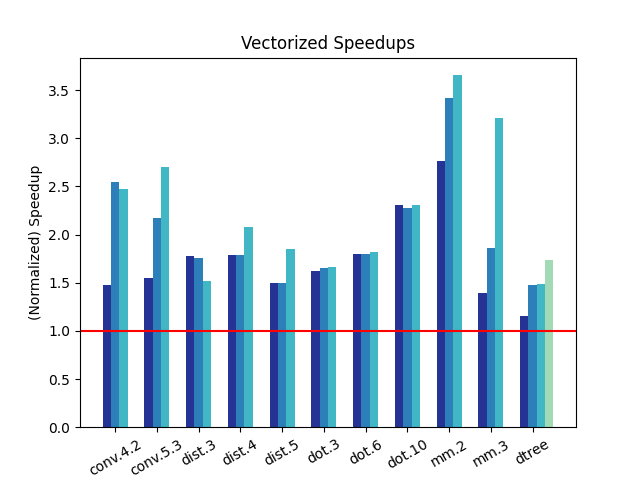 Vectorized Speedups
(Normalized) Speedup
3.5
3.0
2.5
2.0
1.5
1.0
0.5
0.0
conv.4.2 conv.5.3 dist.3 dist.4 dist.5 dot.3 dot.6 dot.10 mm.2 mm.3 dtree